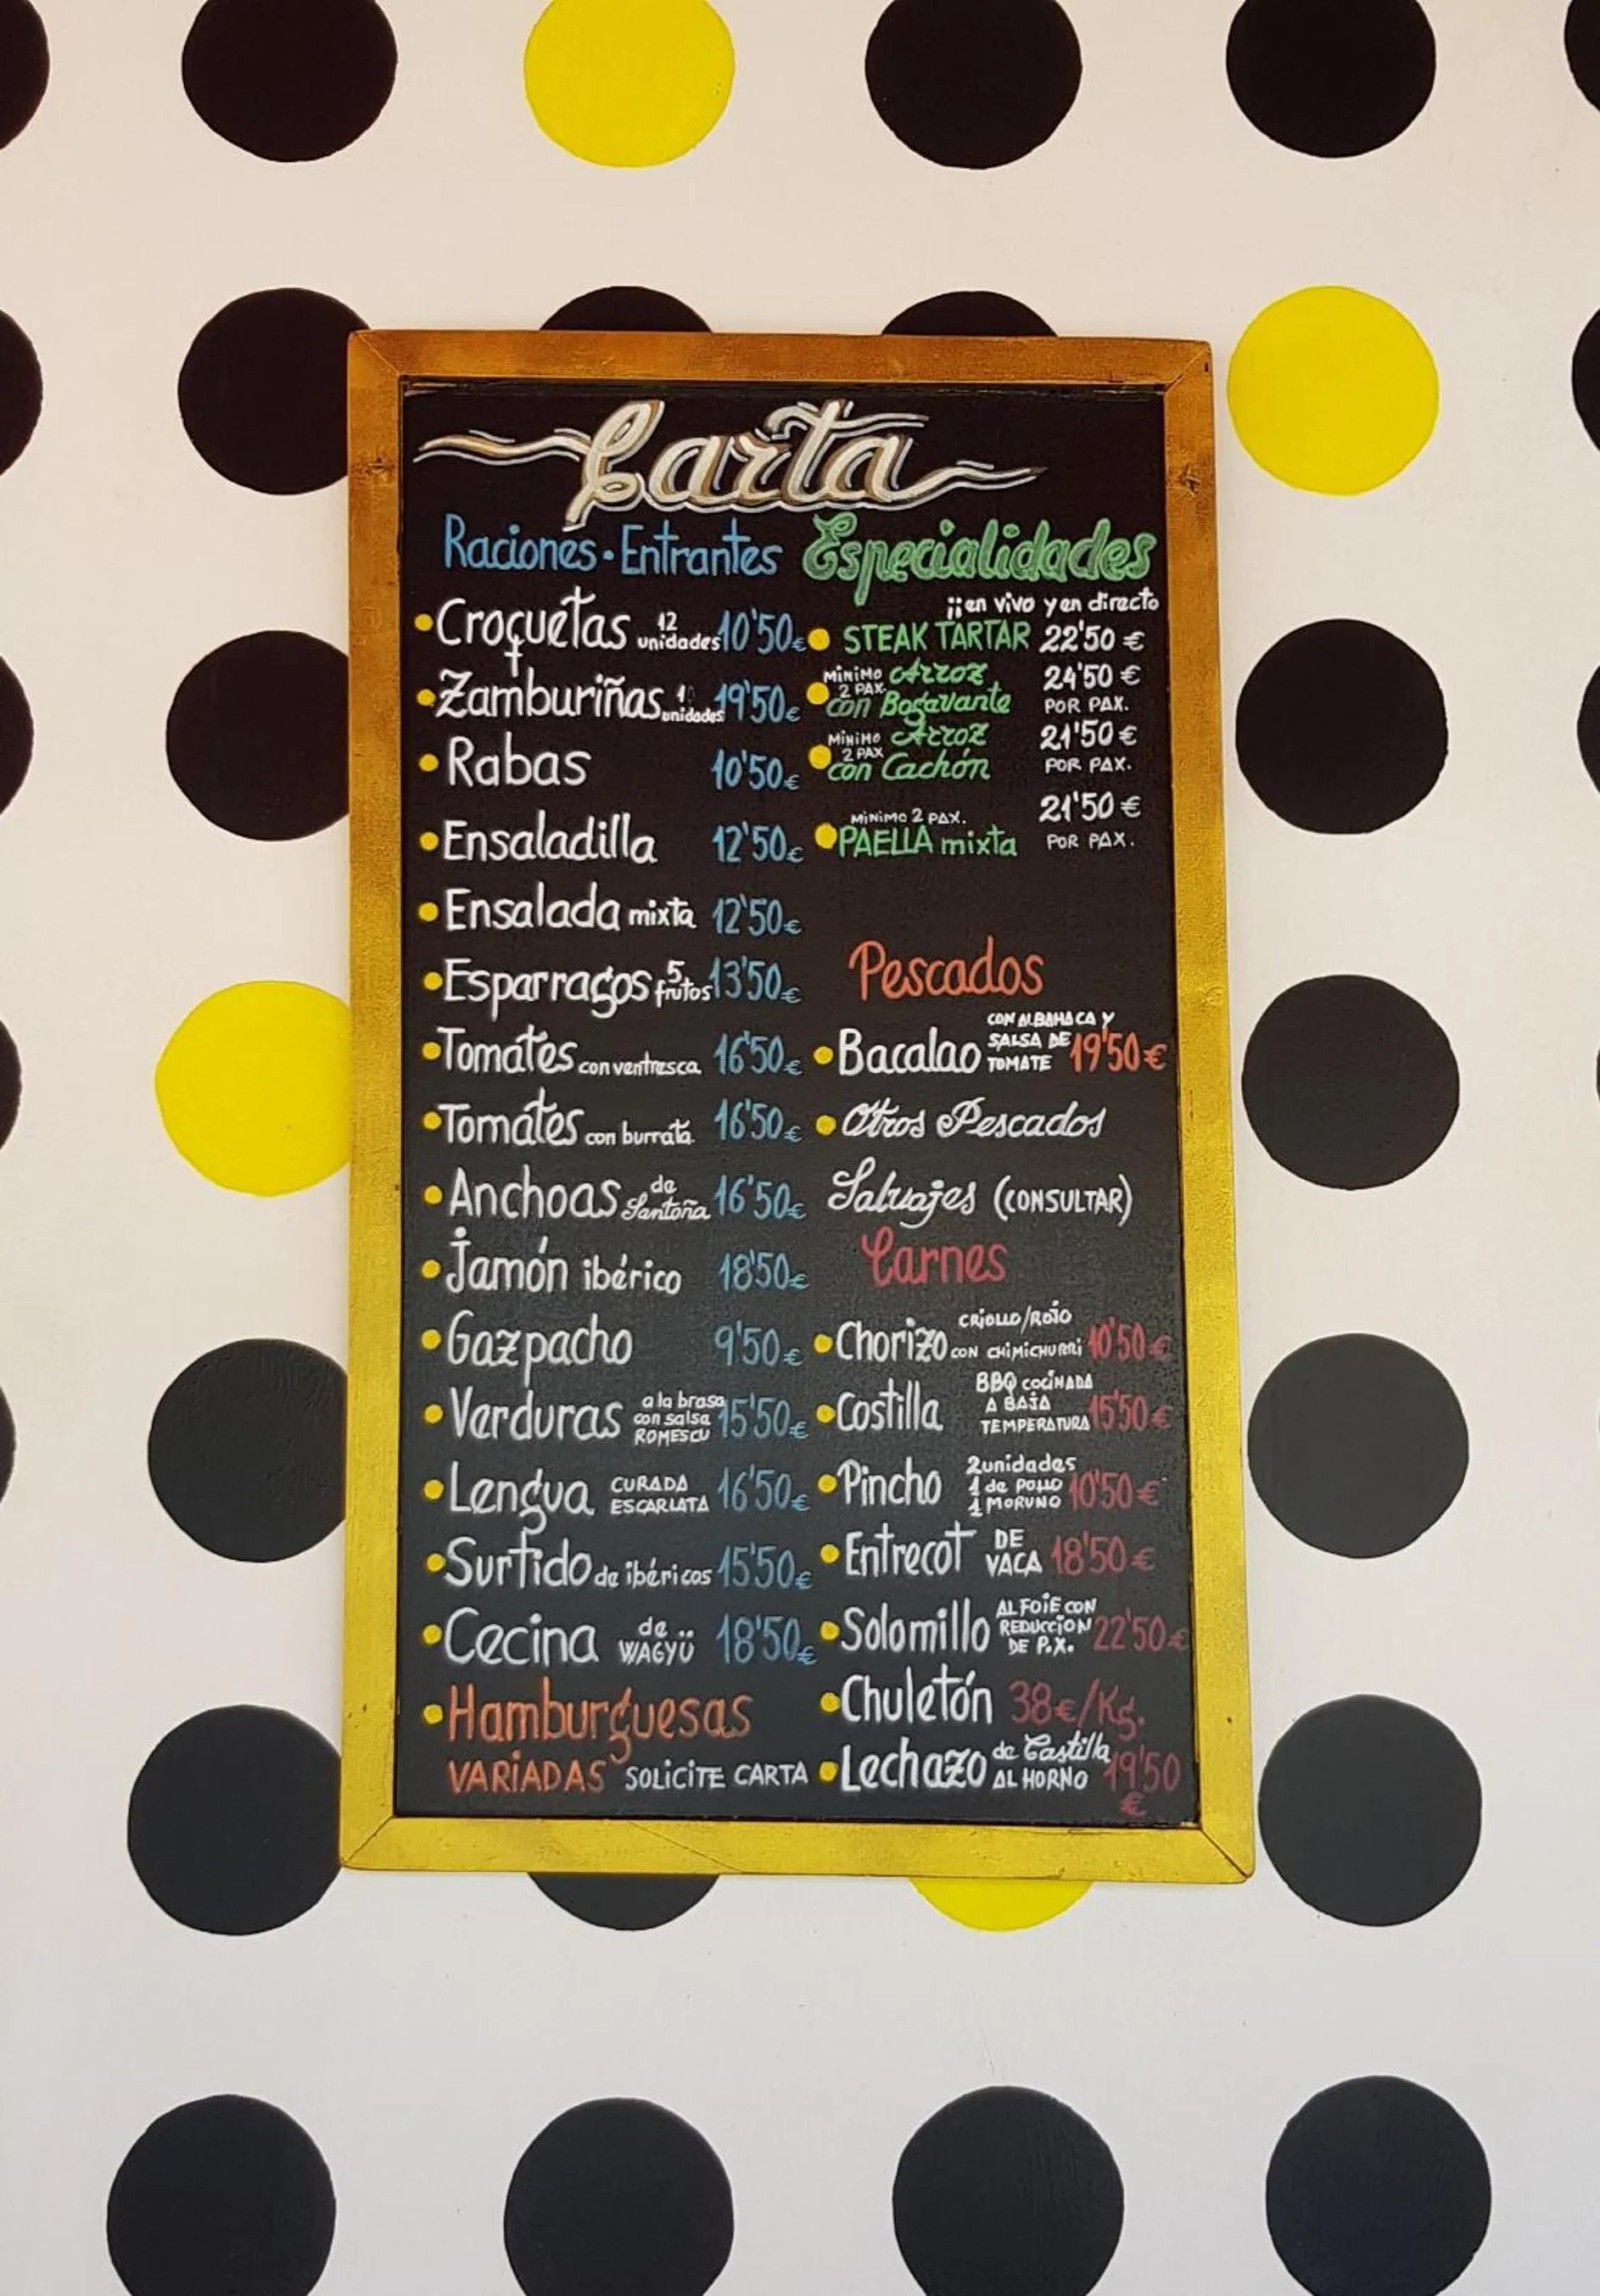 Carta
Raciones · Entrantes
Croquetas 12 unidades 10'50€
Zamburiñas unidades 19'50€
Rabas 10'50€
Ensaladilla 12'50€
Ensalada mixta 12'50€
Esparragos 5 frutos 13'50€
Tomates con ventresca 16'50€
Tomates con burrata 16'50€
Anchoas de Santoña 16'50€
Jamón ibérico 18'50€
Gazpacho 9'50€
Verduras a la brasa con salsa ROMESCU 15'50€
Lengua CURADA ESCARLATA 16'50€
Surtido de ibéricos 15'50€
Cecina de WAGYÜ 18'50€
Hamburguesas
VARIADAS SOLICITE CARTA
Especialidades
¡¡en vivo y en directo
STEAK TARTAR 22'50 €
MINIMO 2 PAX. Arroz con Bogavante 24'50 € POR PAX.
MINIMO 2 PAX Arroz con Cachón 21'50 € POR PAX.
MINIMO 2 PAX. PAELLA mixta 21'50 € POR PAX.
Pescados
Bacalao CON ALBAHACA Y SALSA DE TOMATE 19'50€
Otros Pescados
Salvajes (CONSULTAR)
Carnes
Chorizo CRIOLLO/ROJO CON CHIMICHURRI 10'50€
Costilla BBQ COCINADA A BAJA TEMPERATURA 15'50€
Pincho 2 unidades 1 de POLLO 1 MORUNO 10'50€
Entrecot DE VACA 18'50€
Solomillo AL FOIE CON REDUCCIÓN DE P.X. 22'50€
Chuletón 38€/Kg.
Lechazo de Castilla AL HORNO 19'50 €